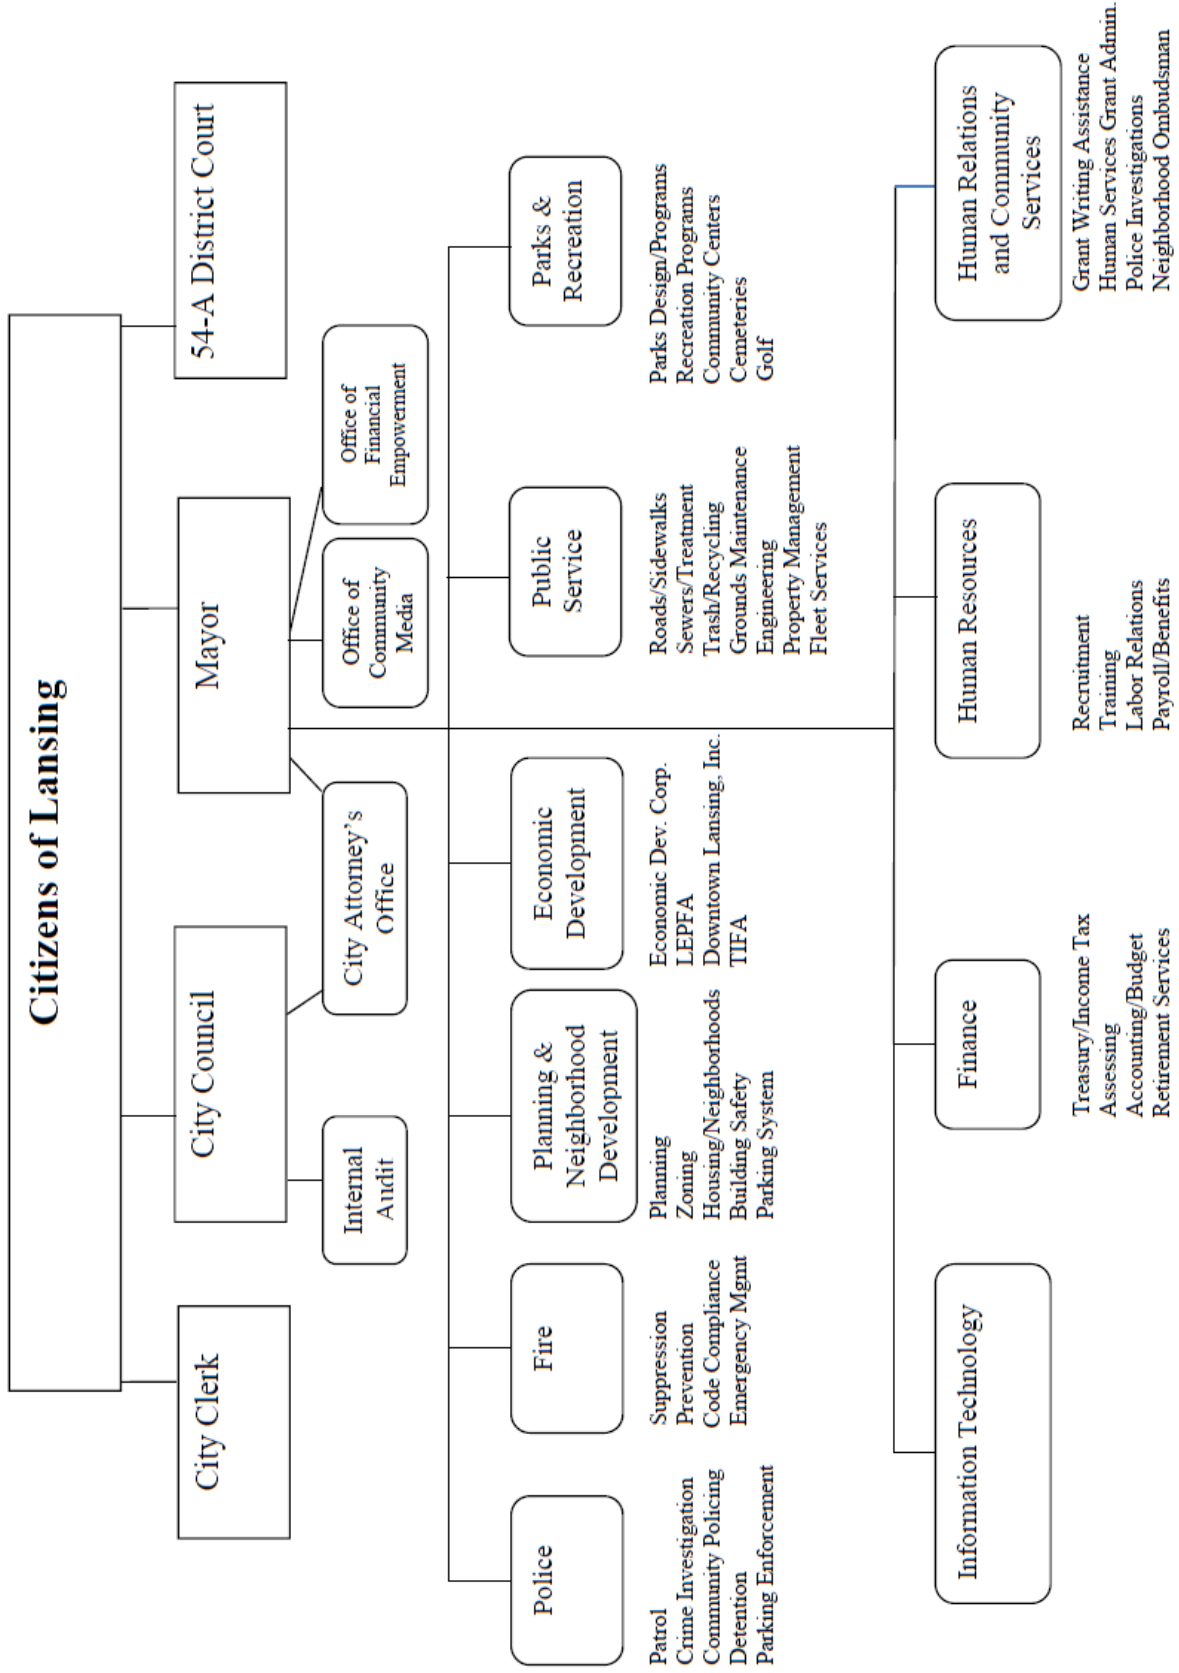 Citizens of Lansing
City Clerk
City Council
Mayor
54-A District Court
Internal
Audit
City Attorney's
Office
Office of
Community
Media
Office of
Financial
Empowerment
Police
Patrol
Crime Investigation
Community Policing
Detention
Parking Enforcement
Fire
Suppression
Prevention
Code Compliance
Emergency Mgmt
Planning &
Neighborhood
Development
Planning
Zoning
Housing/Neighborhoods
Building Safety
Parking System
Economic
Development
Economic Dev. Corp.
LEPFA
Downtown Lansing, Inc.
TIFA
Public
Service
Roads/Sidewalks
Sewers/Treatment
Trash/Recycling
Grounds Maintenance
Engineering
Property Management
Fleet Services
Parks &
Recreation
Parks Design/Programs
Recreation Programs
Community Centers
Cemeteries
Golf
Information Technology
Finance
Treasury/Income Tax
Assessing
Accounting/Budget
Retirement Services
Human Resources
Recruitment
Training
Labor Relations
Payroll/Benefits
Human Relations
and Community
Services
Grant Writing Assistance
Human Services Grant Admin.
Police Investigations
Neighborhood Ombudsman